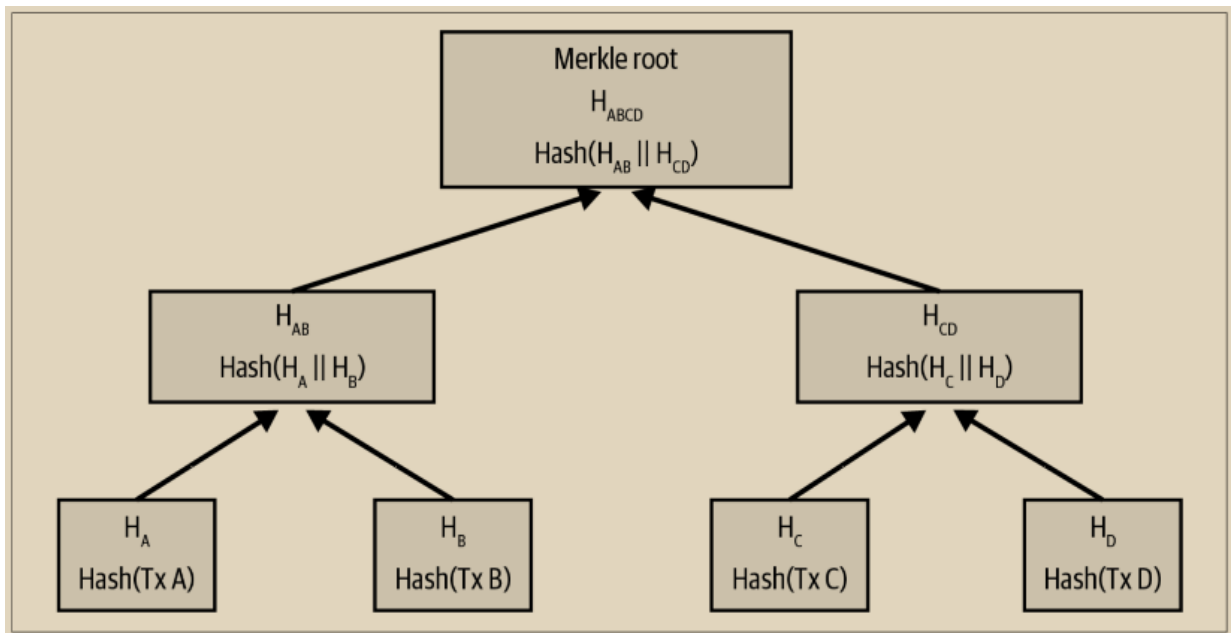 Merkle root
H_ABCD
Hash(H_AB || H_CD)
H_AB
Hash(H_A || H_B)
H_CD
Hash(H_C || H_D)
H_A
Hash(Tx A)
H_B
Hash(Tx B)
H_C
Hash(Tx C)
H_D
Hash(Tx D)